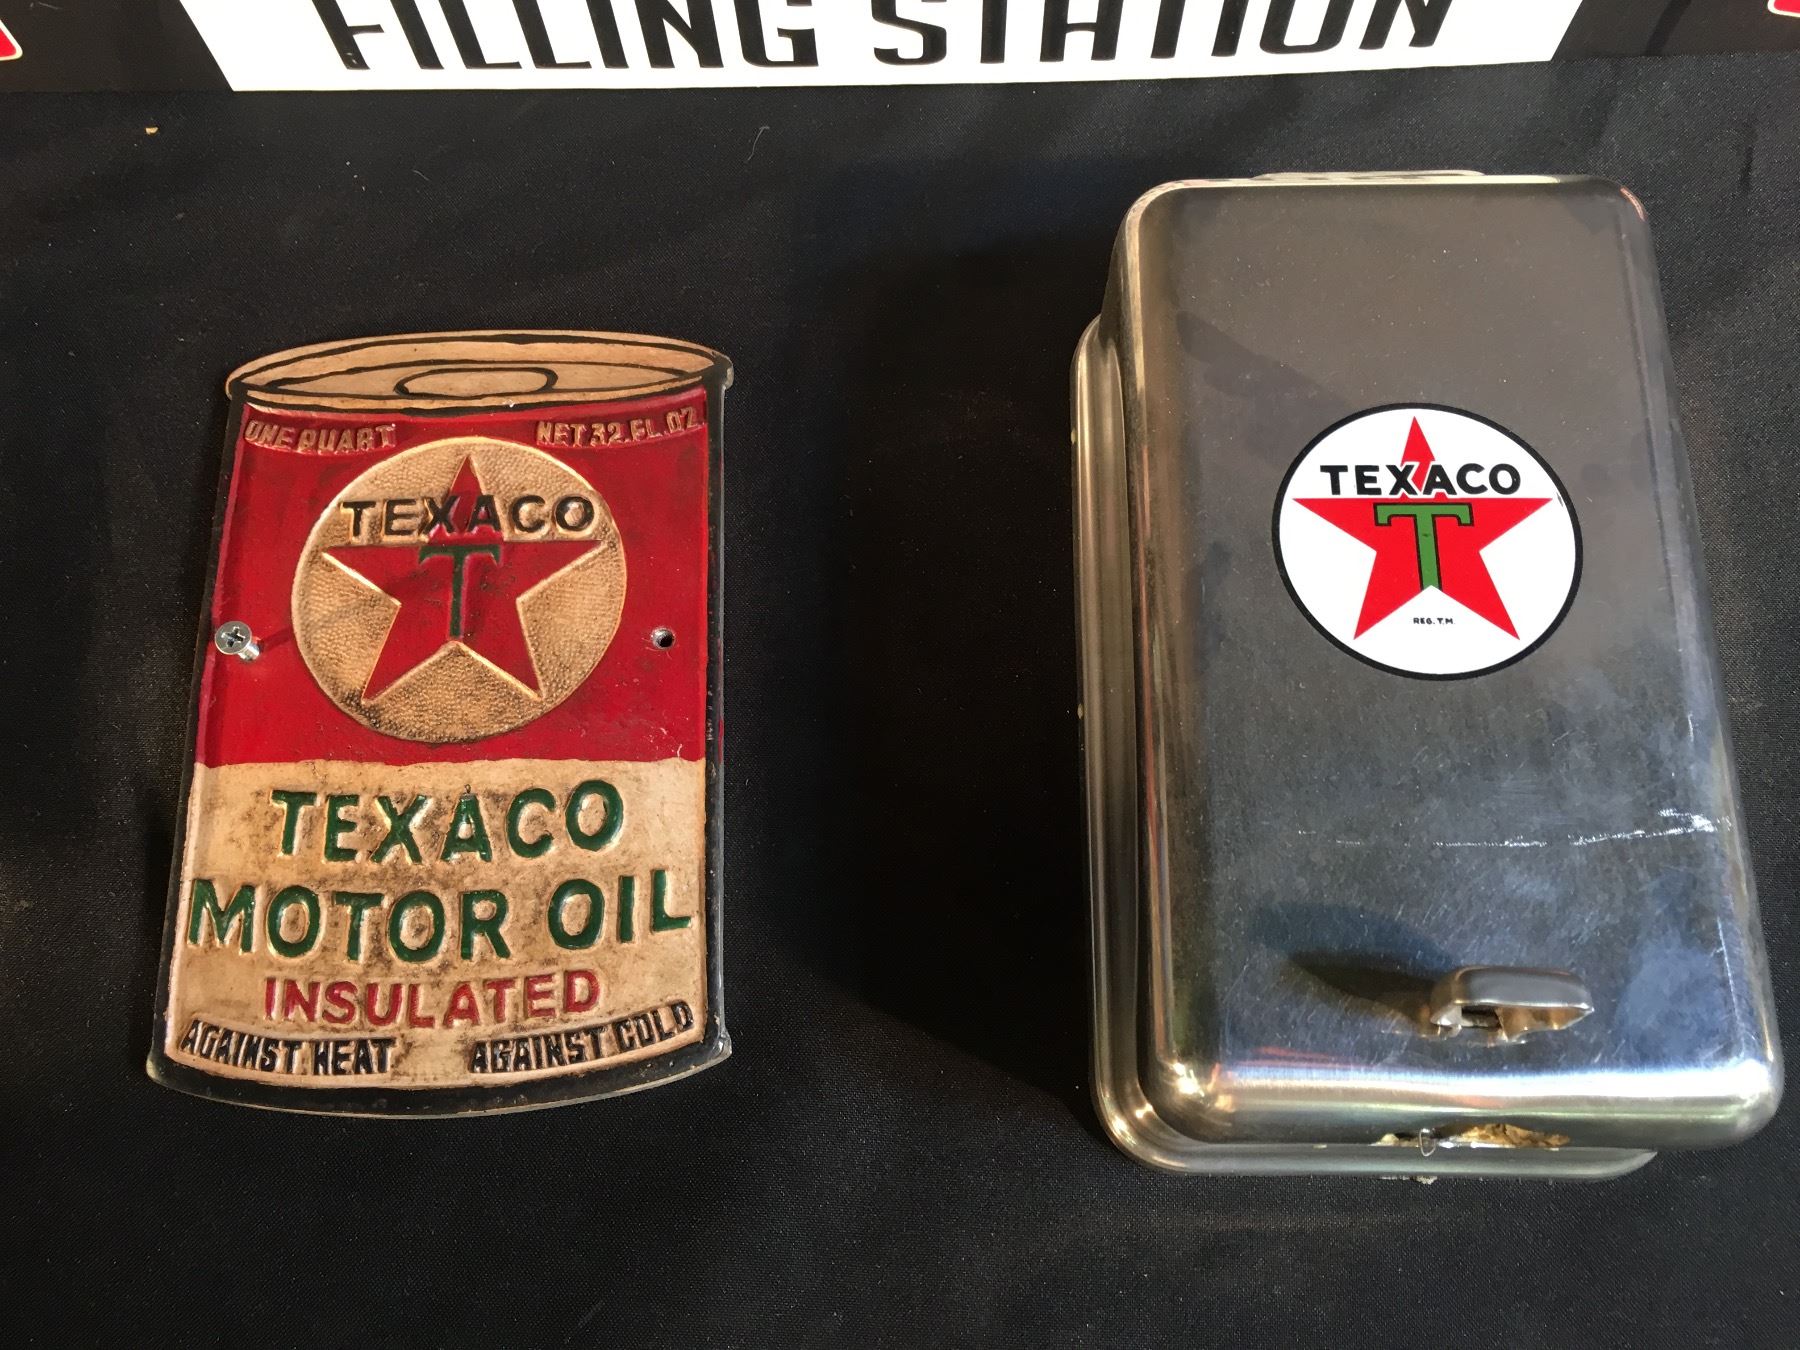 FILLING STATION
ONE QUART NET 32.FL.OZ.
TEXACO
T
TEXACO
MOTOR OIL
INSULATED
AGAINST HEAT AGAINST COLD
TEXACO
T
REG. T.M.